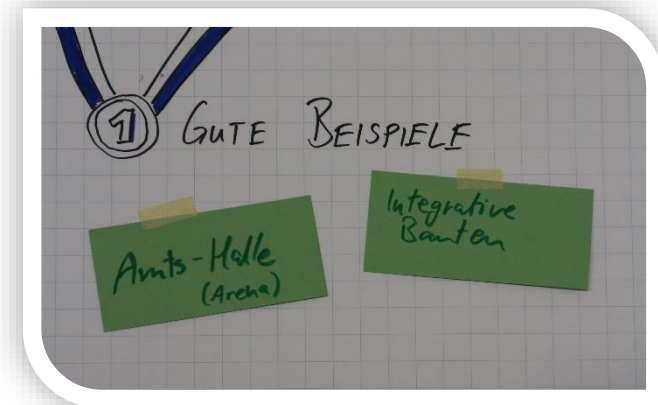 1 GUTE BEISPIELE
Amts-Halle
(Arena)
Integrative
Bauten